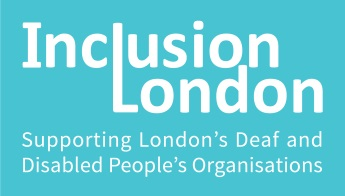 Inclusion
London
Supporting London's Deaf and
Disabled People's Organisations